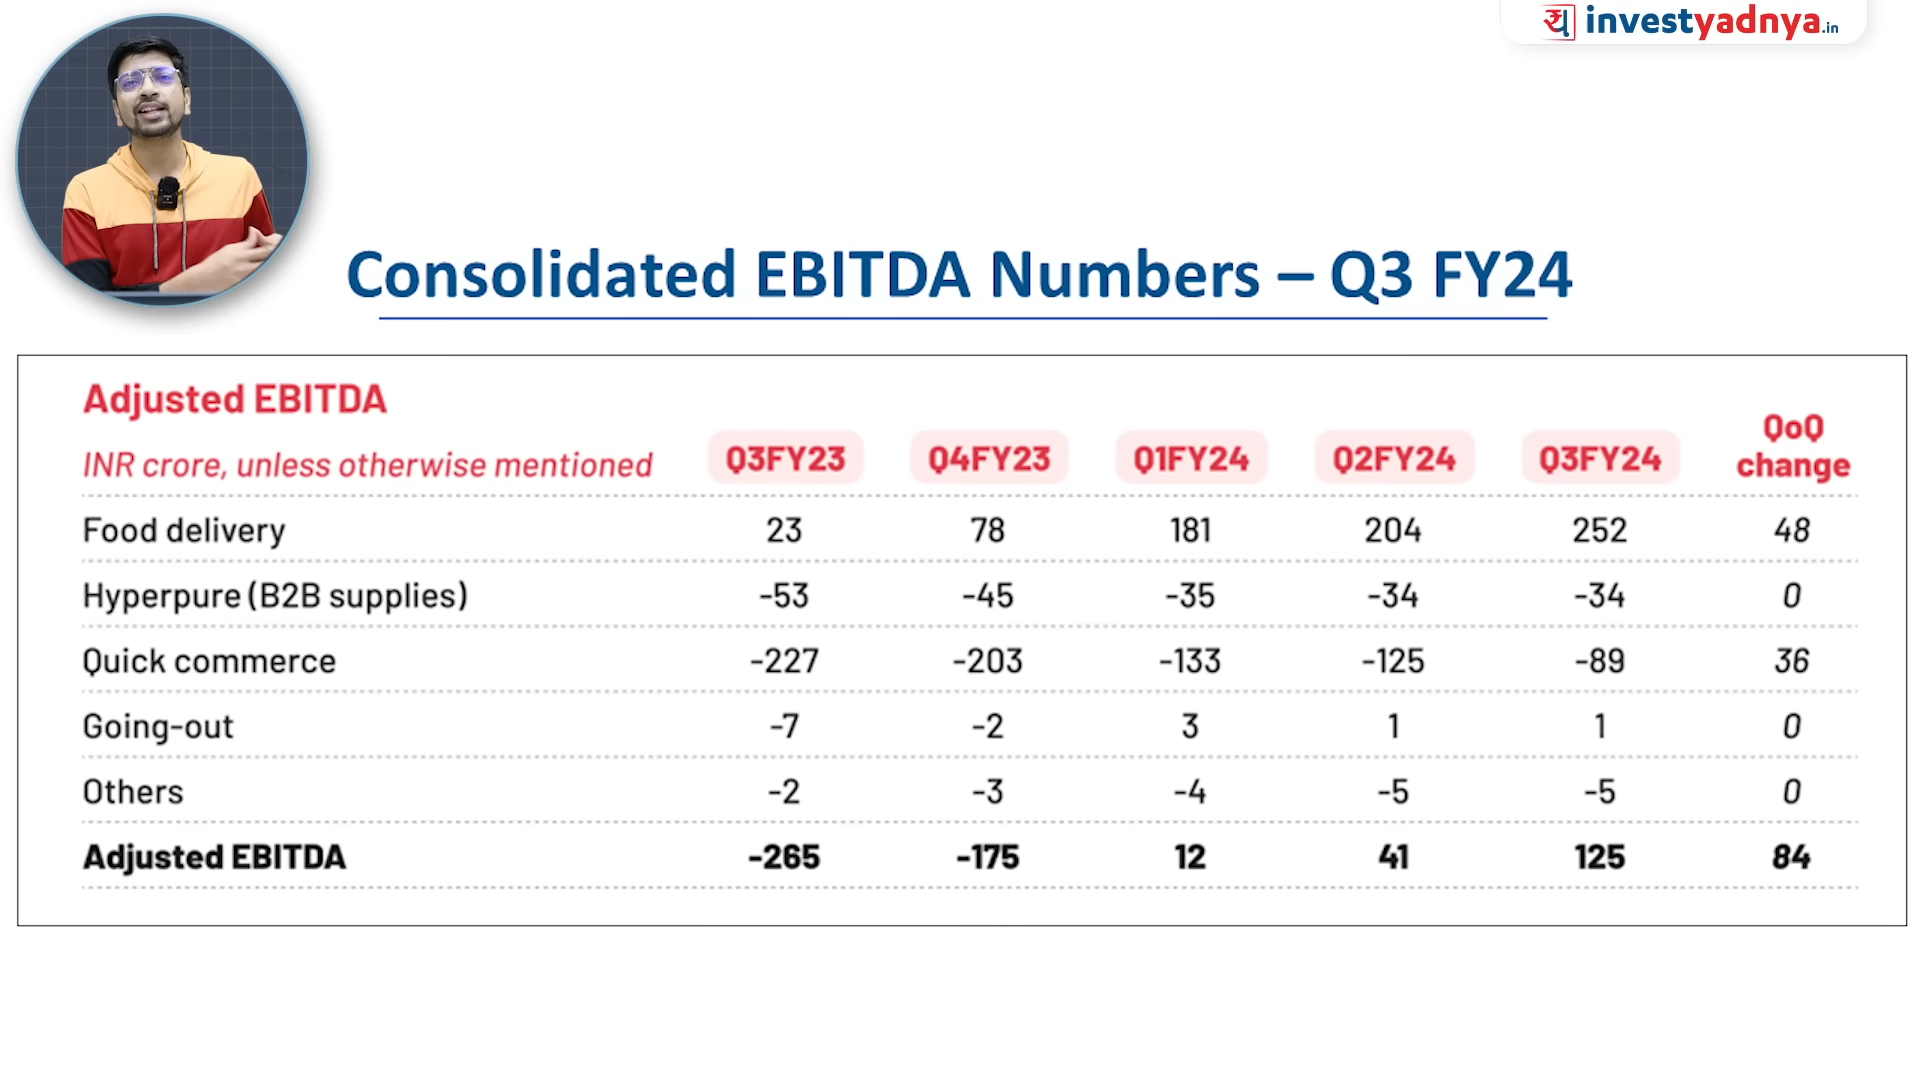 य investyadnya.in
Consolidated EBITDA Numbers – Q3 FY24
Adjusted EBITDA
INR crore, unless otherwise mentioned Q3FY23 Q4FY23 Q1FY24 Q2FY24 Q3FY24 QoQ change
Food delivery 23 78 181 204 252 48
Hyperpure (B2B supplies) -53 -45 -35 -34 -34 0
Quick commerce -227 -203 -133 -125 -89 36
Going-out -7 -2 3 1 1 0
Others -2 -3 -4 -5 -5 0
Adjusted EBITDA -265 -175 12 41 125 84